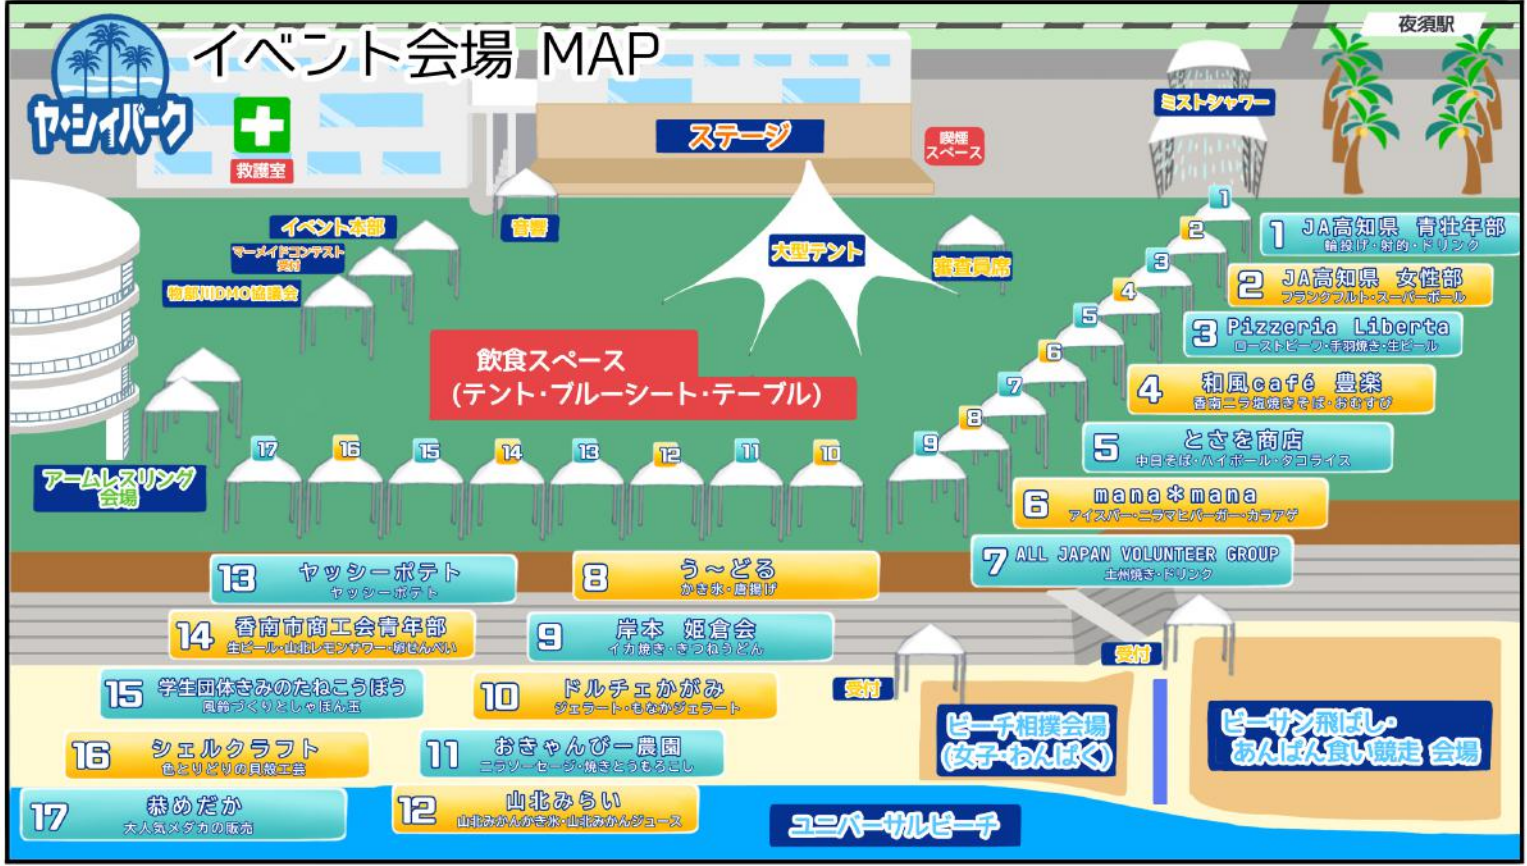 イベント会場 MAP
夜須駅
ヤ・シィパーク
救護室
ステージ
喫煙
スペース
ミストシャワー
イベント本部
マーメイドコンテスト
受付
物部川DMO協議会
音響
大型テント
審査員席
飲食スペース
(テント・ブルーシート・テーブル)
アームレスリング
会場
1
2
3
4
5
6
7
8
9
10
11
12
13
14
15
16
17
1 JA高知県 青壮年部
輪投げ・射的・ドリンク
2 JA高知県 女性部
フランクフルト・スーパーボール
3 Pizzeria Liberta
ローストビーフ・手羽焼き・生ビール
4 和風café 豊楽
香南ニラ塩焼きそば・おむすび
5 とさを商店
中日そば・ハイボール・タコライス
6 mana*mana
アイスバー・ニラマヒバーガー・カラアゲ
7 ALL JAPAN VOLUNTEER GROUP
土州焼き・ドリンク
8 う～どる
かき氷・唐揚げ
9 岸本 姫倉会
イカ焼き・きつねうどん
10 ドルチェかがみ
ジェラート・もなかジェラート
11 おきゃんびー農園
ニラソーセージ・焼きとうもろこし
12 山北みらい
山北みかんかき氷・山北みかんジュース
13 ヤッシーポテト
ヤッシーポテト
14 香南市商工会青年部
生ビール・山北レモンサワー・卵せんべい
15 学生団体きみのたねこうぼう
風鈴づくりとしゃぼん玉
16 シェルクラフト
色とりどりの貝殻工芸
17 恭めだか
大人気メダカの販売
受付
受付
ビーチ相撲会場
(女子・わんぱく)
ビーサン飛ばし・
あんぱん食い競走 会場
ユニバーサルビーチ